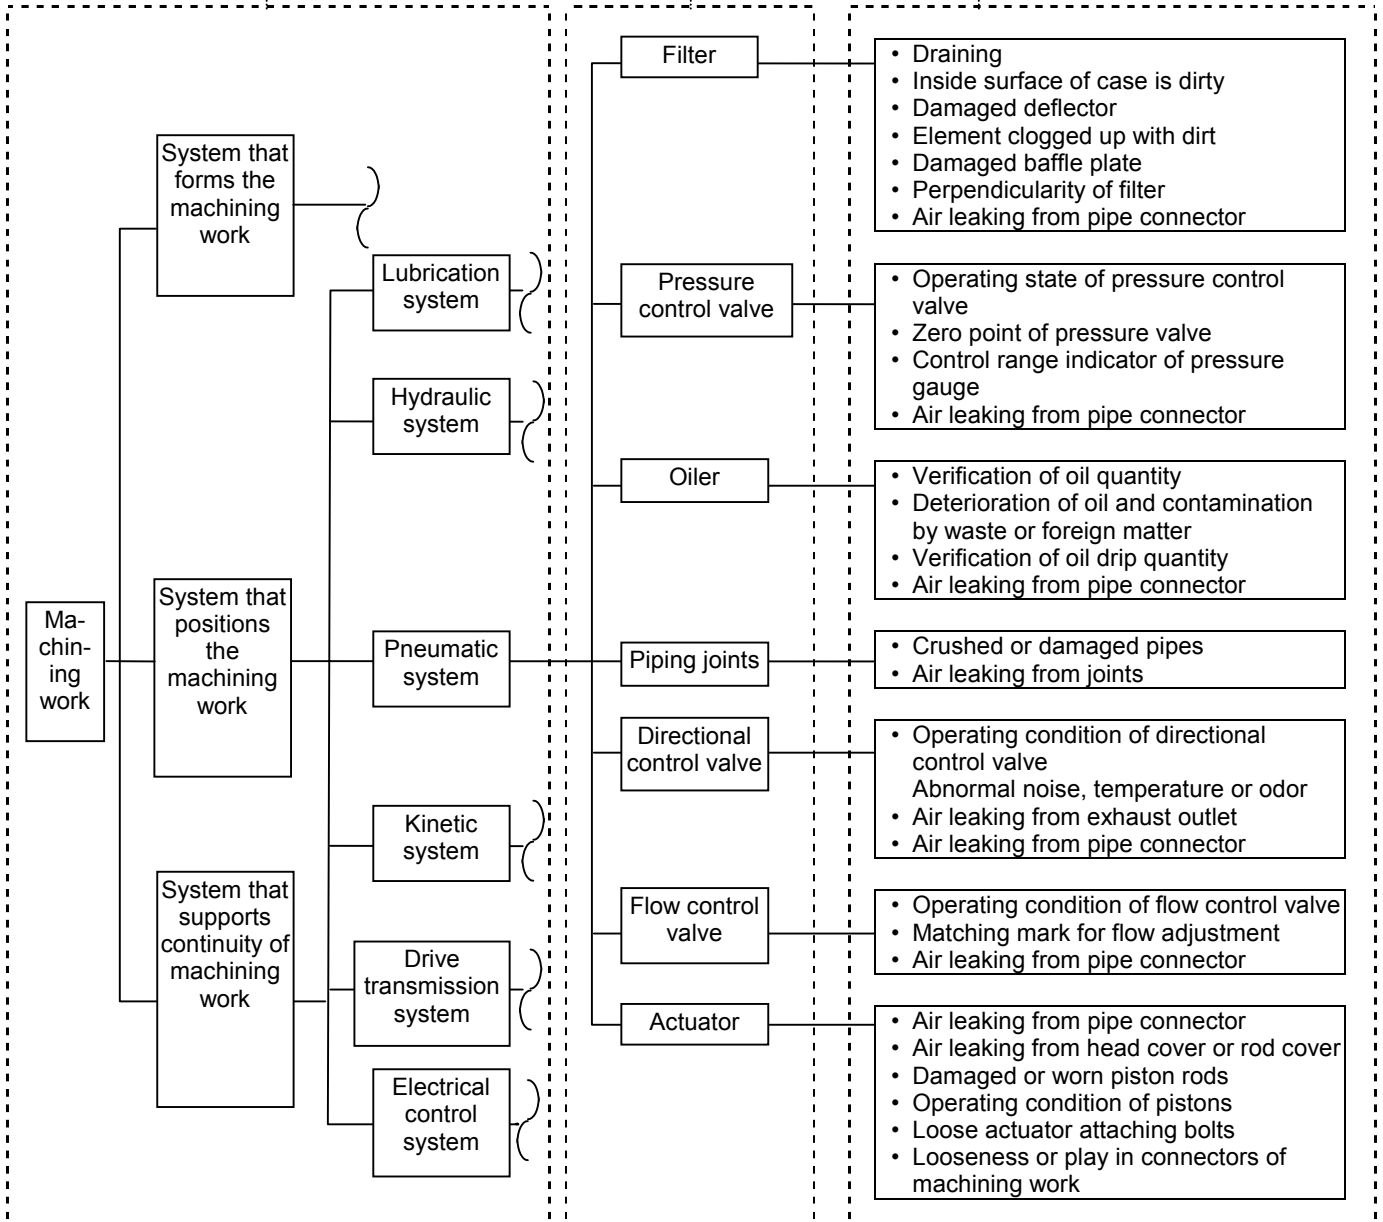 Ma-
chin-
ing
work
System that
forms the
machining
work
System that
positions
the
machining
work
System that
supports
continuity of
machining
work
Lubrication
system
Hydraulic
system
Pneumatic
system
Kinetic
system
Drive
transmission
system
Electrical
control
system
Filter
• Draining
• Inside surface of case is dirty
• Damaged deflector
• Element clogged up with dirt
• Damaged baffle plate
• Perpendicularity of filter
• Air leaking from pipe connector
Pressure
control valve
• Operating state of pressure control
valve
• Zero point of pressure valve
• Control range indicator of pressure
gauge
• Air leaking from pipe connector
Oiler
• Verification of oil quantity
• Deterioration of oil and contamination
by waste or foreign matter
• Verification of oil drip quantity
• Air leaking from pipe connector
Piping joints
• Crushed or damaged pipes
• Air leaking from joints
Directional
control valve
• Operating condition of directional
control valve
Abnormal noise, temperature or odor
• Air leaking from exhaust outlet
• Air leaking from pipe connector
Flow control
valve
• Operating condition of flow control valve
• Matching mark for flow adjustment
• Air leaking from pipe connector
Actuator
• Air leaking from pipe connector
• Air leaking from head cover or rod cover
• Damaged or worn piston rods
• Operating condition of pistons
• Loose actuator attaching bolts
• Looseness or play in connectors of
machining work